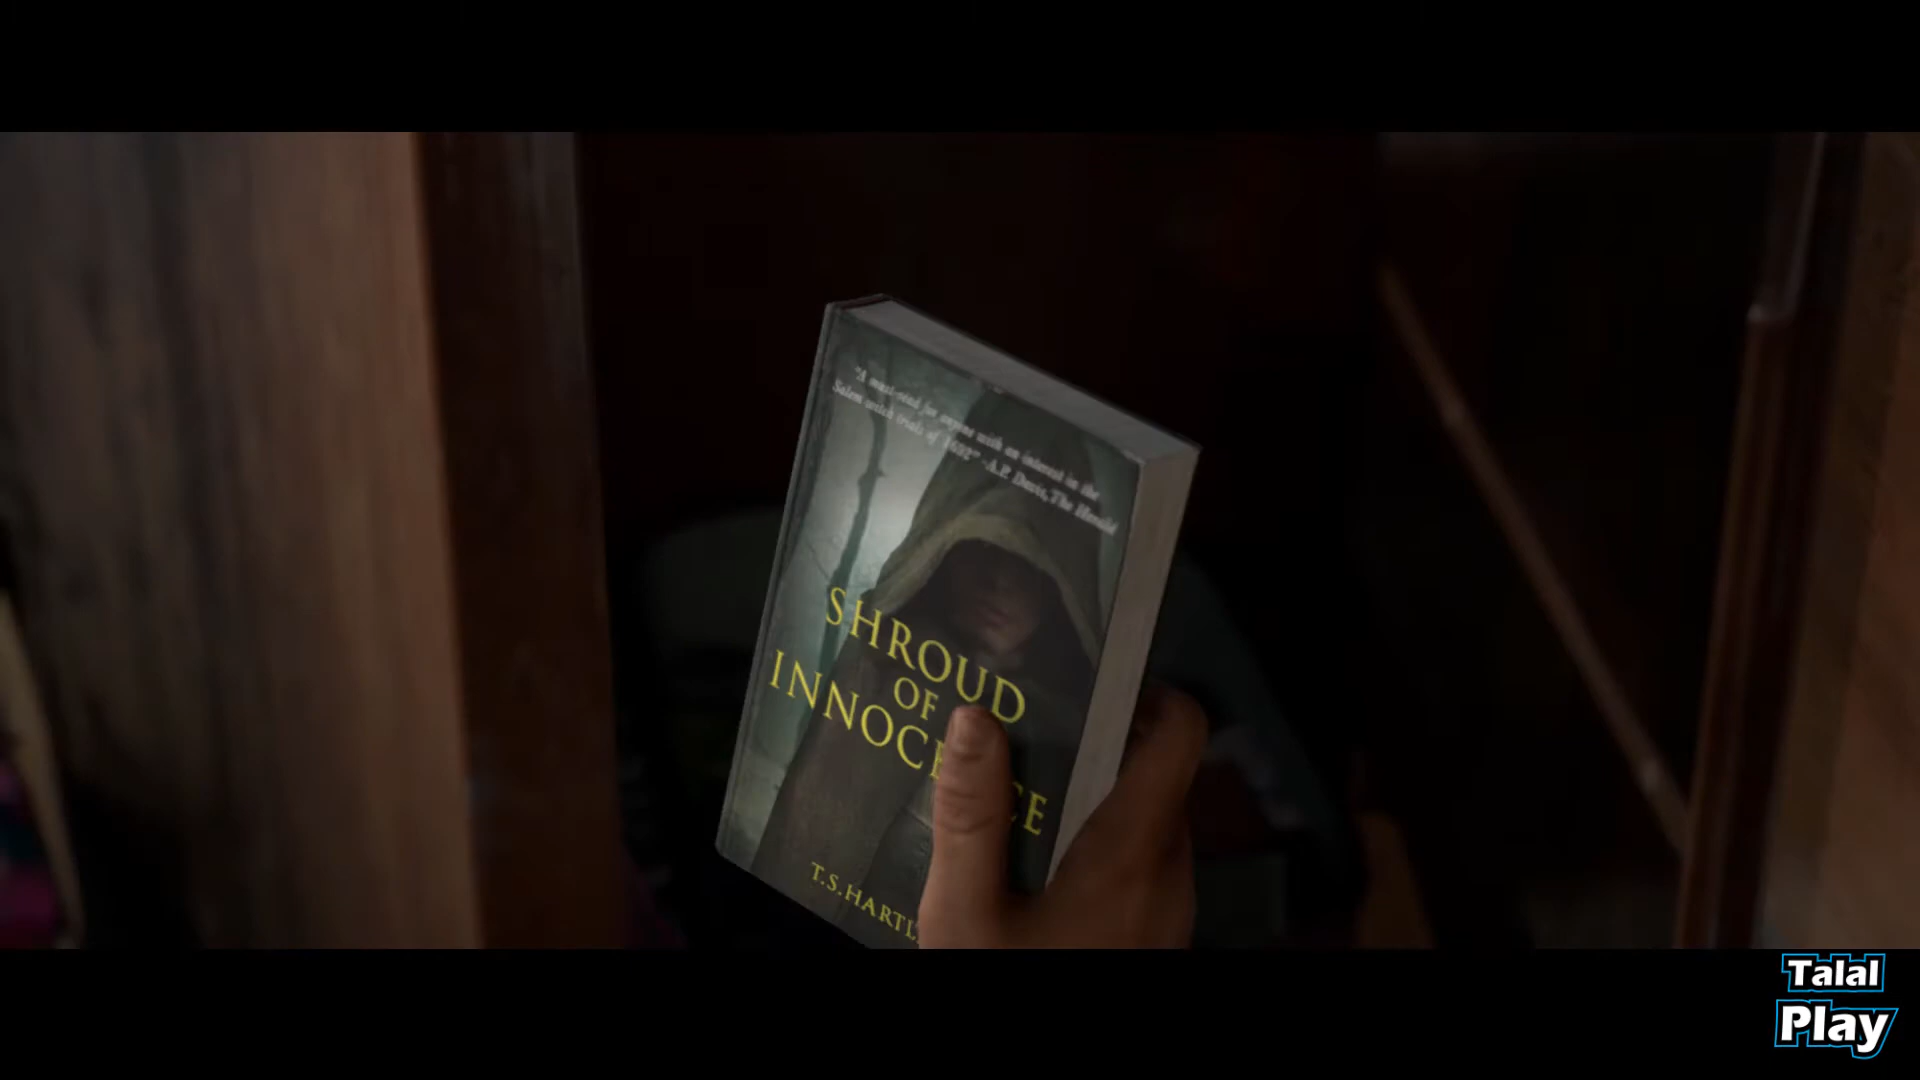 "A must-read for anyone with an interest in the
Salem witch trials of 1692" -A.P. Davis, The Herald
SHROUD
OF
INNOCE CE
T.S.HARTL
Talal
Play